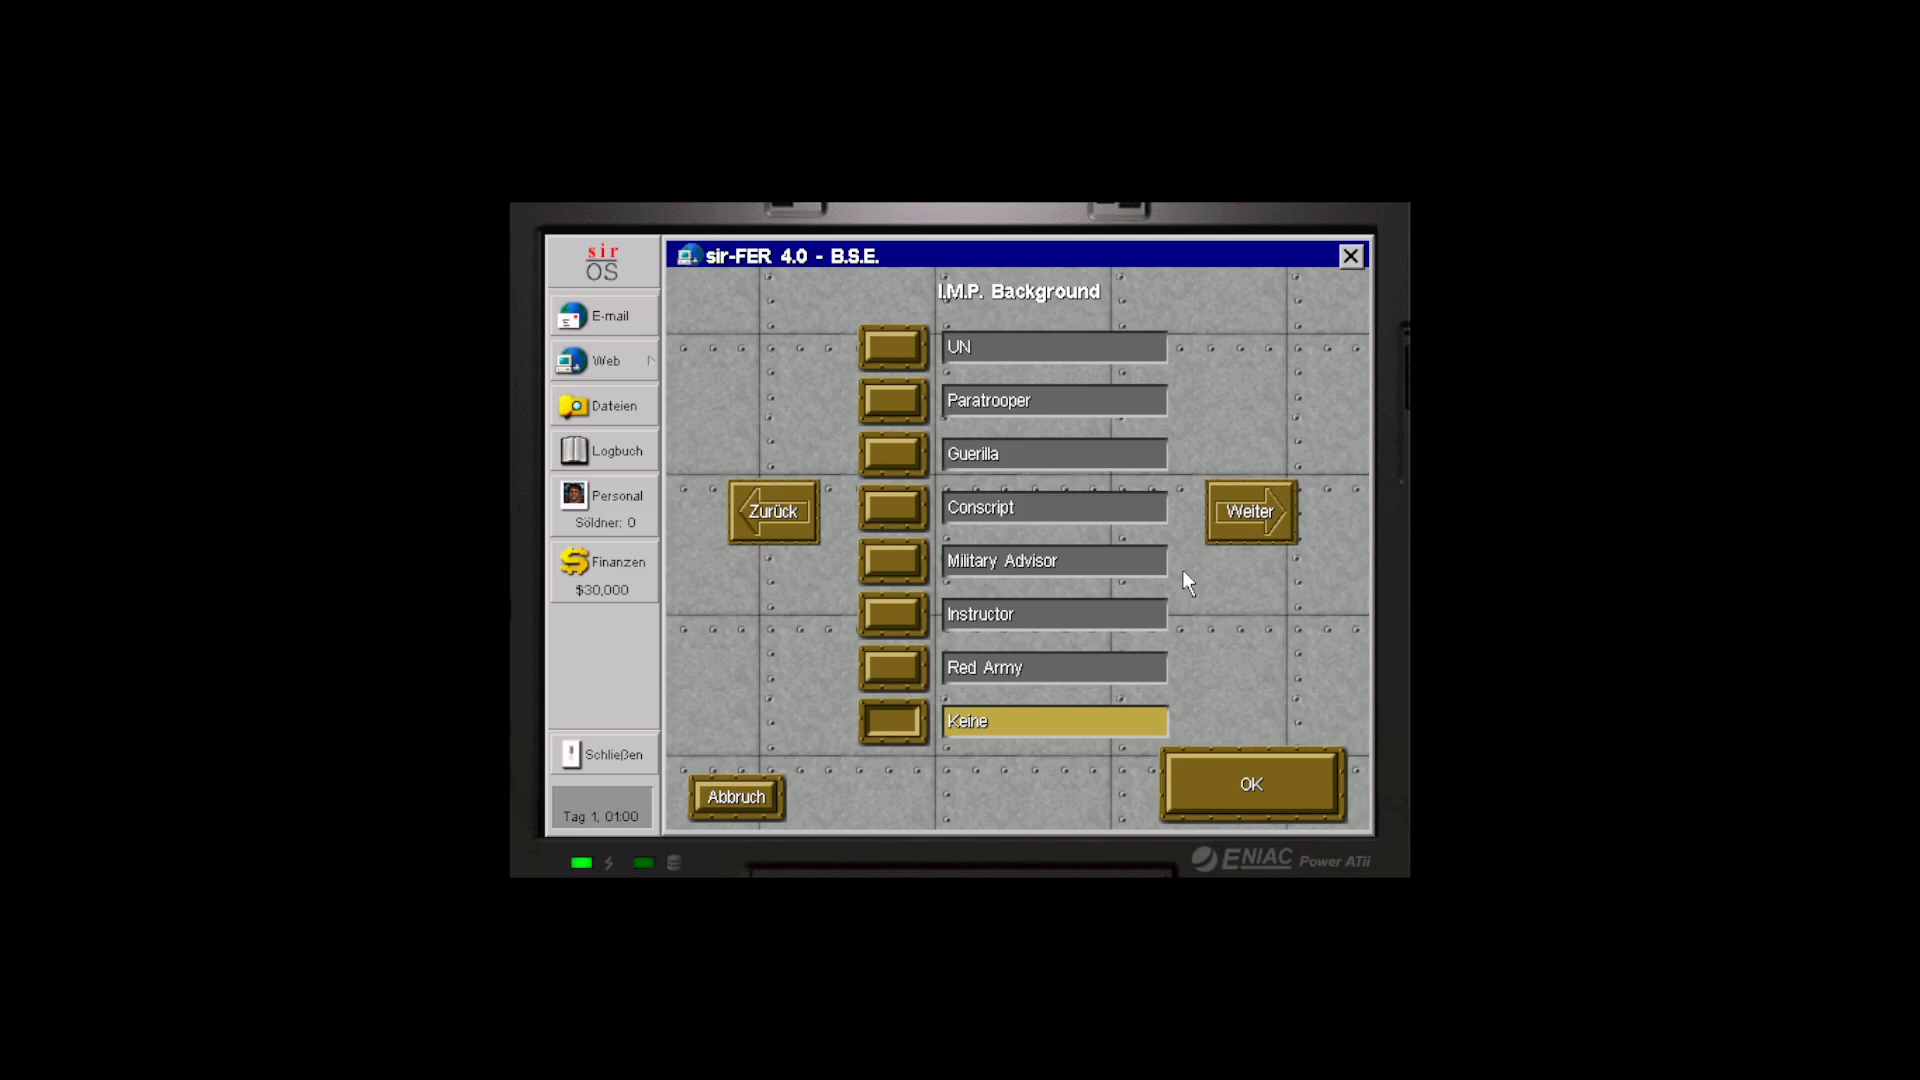 sir
OS
sir-FER 4.0 - B.S.E.
E-mail
Web
Dateien
Logbuch
Personal
Söldner: 0
Finanzen
$30,000
Schließen
Tag 1, 01:00
I.M.P. Background
UN
Paratrooper
Guerilla
Conscript
Military Advisor
Instructor
Red Army
Keine
Zurück
Weiter
Abbruch
OK
ENIAC Power ATii